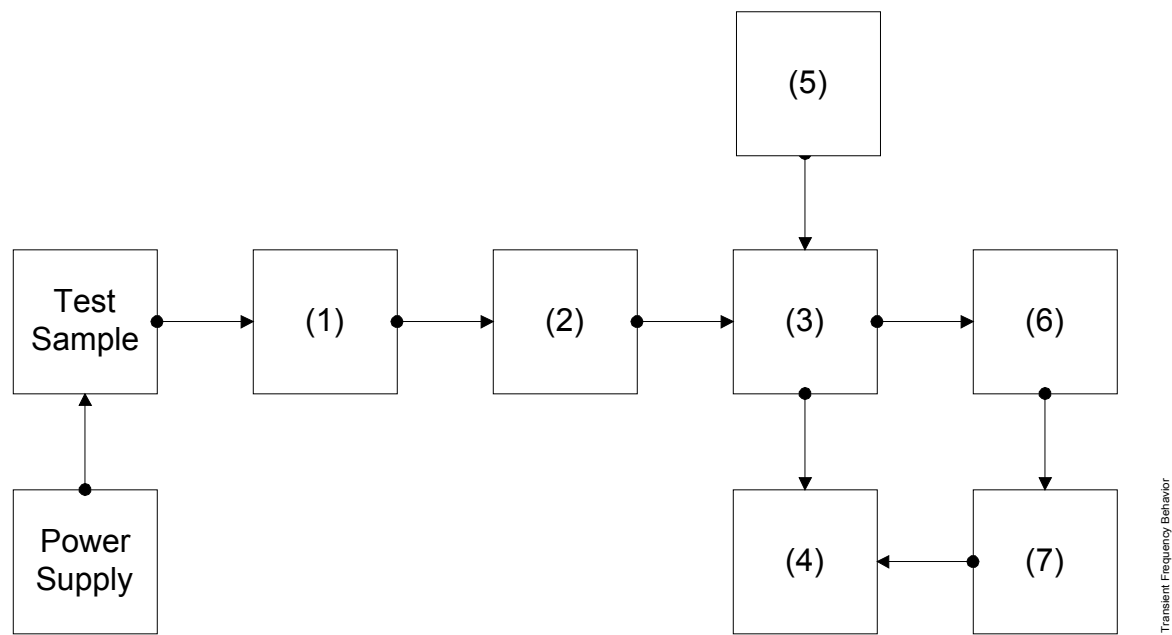 (5)
Test
Sample
(1)
(2)
(3)
(6)
Power
Supply
(4)
(7)
Transient Frequency Behavior